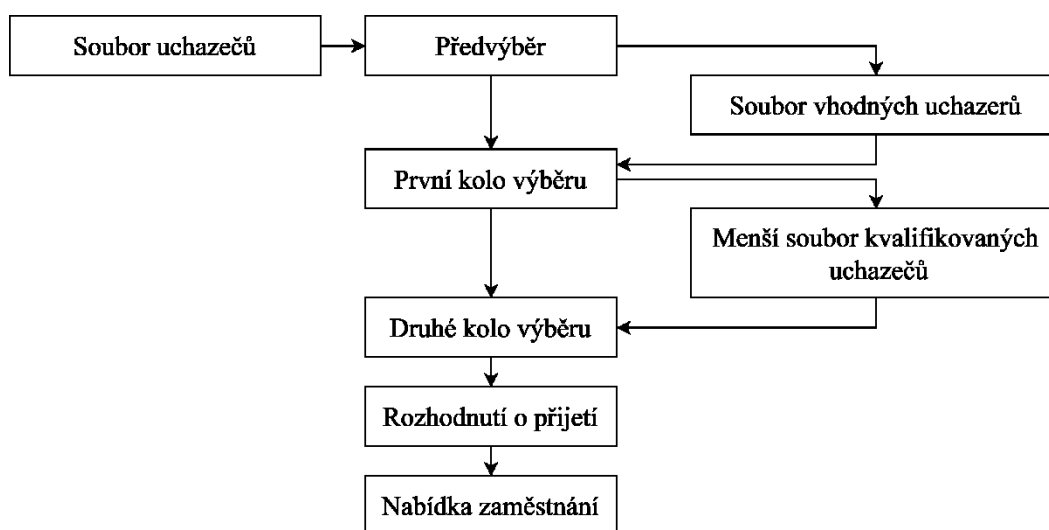 Soubor uchazečů
Předvýběr
Soubor vhodných uchazerů
První kolo výběru
Menší soubor kvalifikovaných
uchazečů
Druhé kolo výběru
Rozhodnutí o přijetí
Nabídka zaměstnání